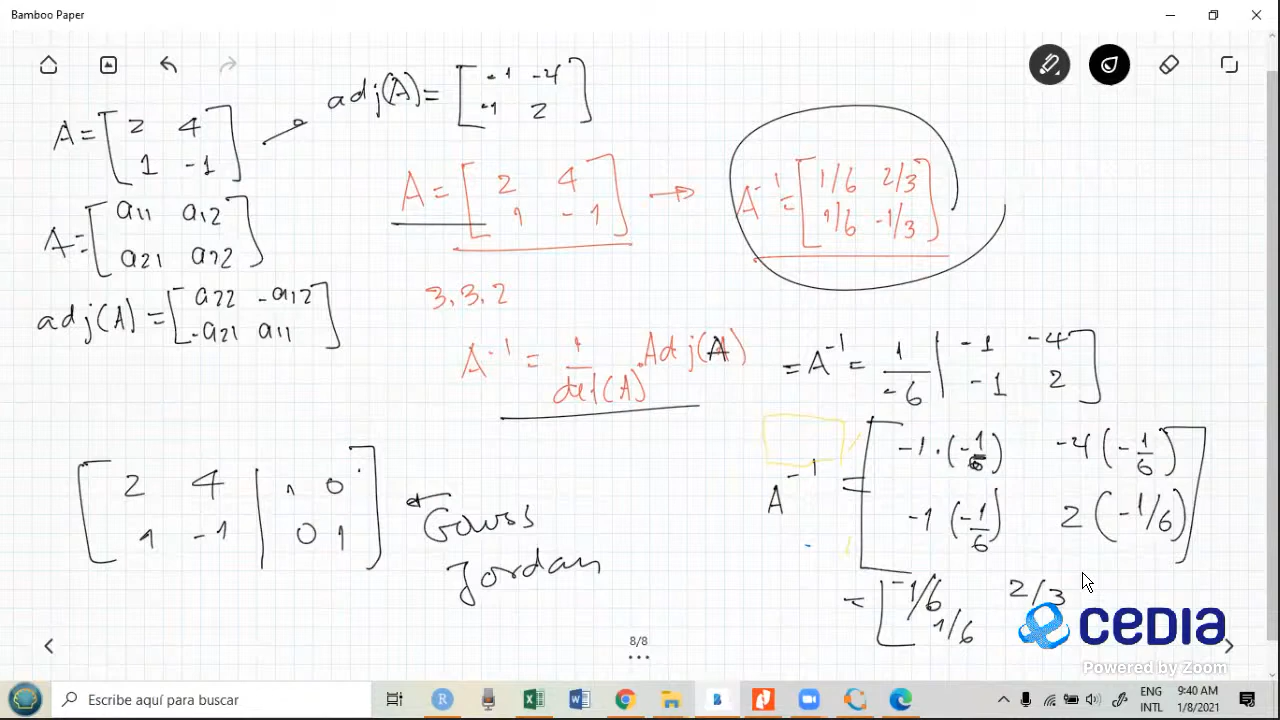 Bamboo Paper
adj(A) = [ -1 -4
-1 2 ]
A = [ 2 4
1 -1 ]
A = [ 2 4
1 -1 ]
A⁻¹ = [ 1/6 2/3
1/6 -1/3 ]
A = [ a11 a12
a21 a22 ]
adj(A) = [ a22 -a12
-a21 a11 ]
3.3.2
A⁻¹ = 1/det(A) . Adj(A)
= A⁻¹ = 1/-6 | -1 -4
-1 2 ]
A⁻¹ = [ -1 · (-1/6) -4 (-1/6)
-1 (-1/6) 2 (-1/6) ]
[ 2 4 | 1 0
1 -1 | 0 1 ]
Gauss
Jordan
= [ -1/6 2/3
1/6
8/8
cedia
Powered by Zoom
Escribe aquí para buscar
ENG
INTL
9:40 AM
1/8/2021